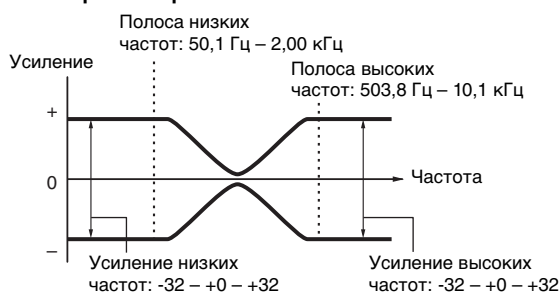 Полоса низких
частот: 50,1 Гц – 2,00 кГц
Усиление
Полоса высоких
частот: 503,8 Гц – 10,1 кГц
+
0
Частота
–
Усиление низких
частот: -32 – +0 – +32
Усиление высоких
частот: -32 – +0 – +32